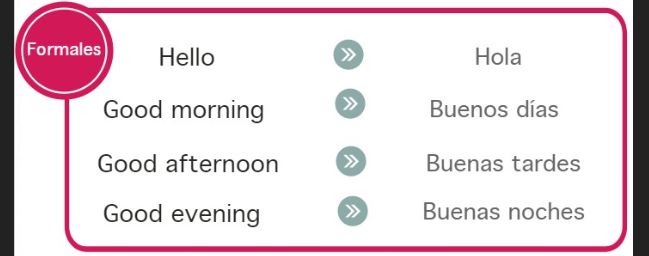 Formales
Hello Hola
Good morning Buenos días
Good afternoon Buenas tardes
Good evening Buenas noches